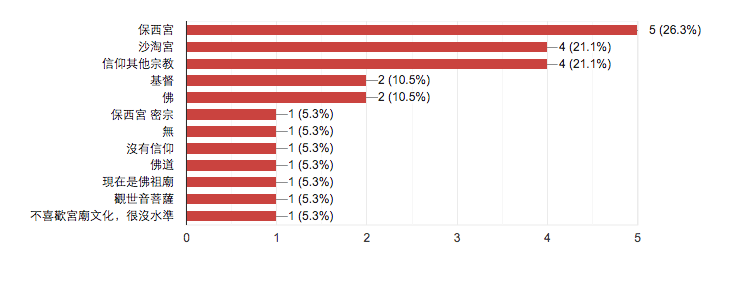 保西宮 5 (26.3%)
沙淘宮 4 (21.1%)
信仰其他宗教 4 (21.1%)
基督 2 (10.5%)
佛 2 (10.5%)
保西宮 密宗 1 (5.3%)
無 1 (5.3%)
沒有信仰 1 (5.3%)
佛道 1 (5.3%)
現在是佛祖廟 1 (5.3%)
觀世音菩薩 1 (5.3%)
不喜歡宮廟文化，很沒水準 1 (5.3%)
0 1 2 3 4 5